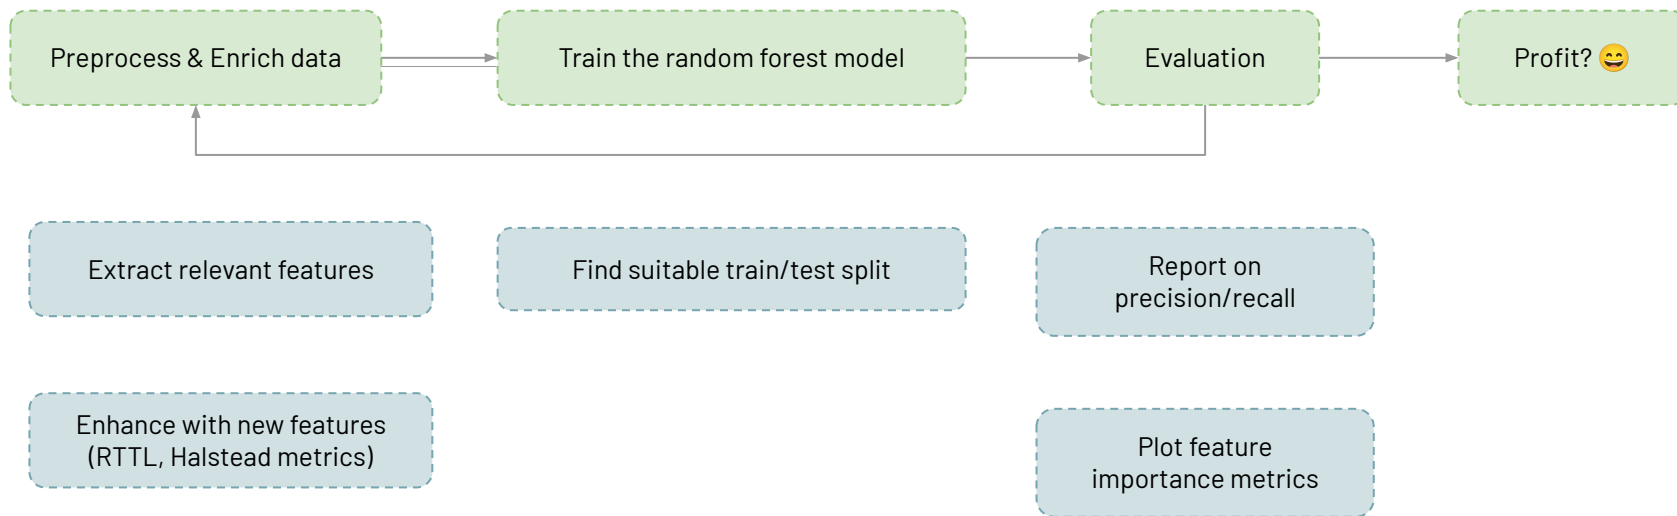 Preprocess & Enrich data
Train the random forest model
Evaluation
Profit? 😄
Extract relevant features
Find suitable train/test split
Report on
precision/recall
Enhance with new features
(RTTL, Halstead metrics)
Plot feature
importance metrics